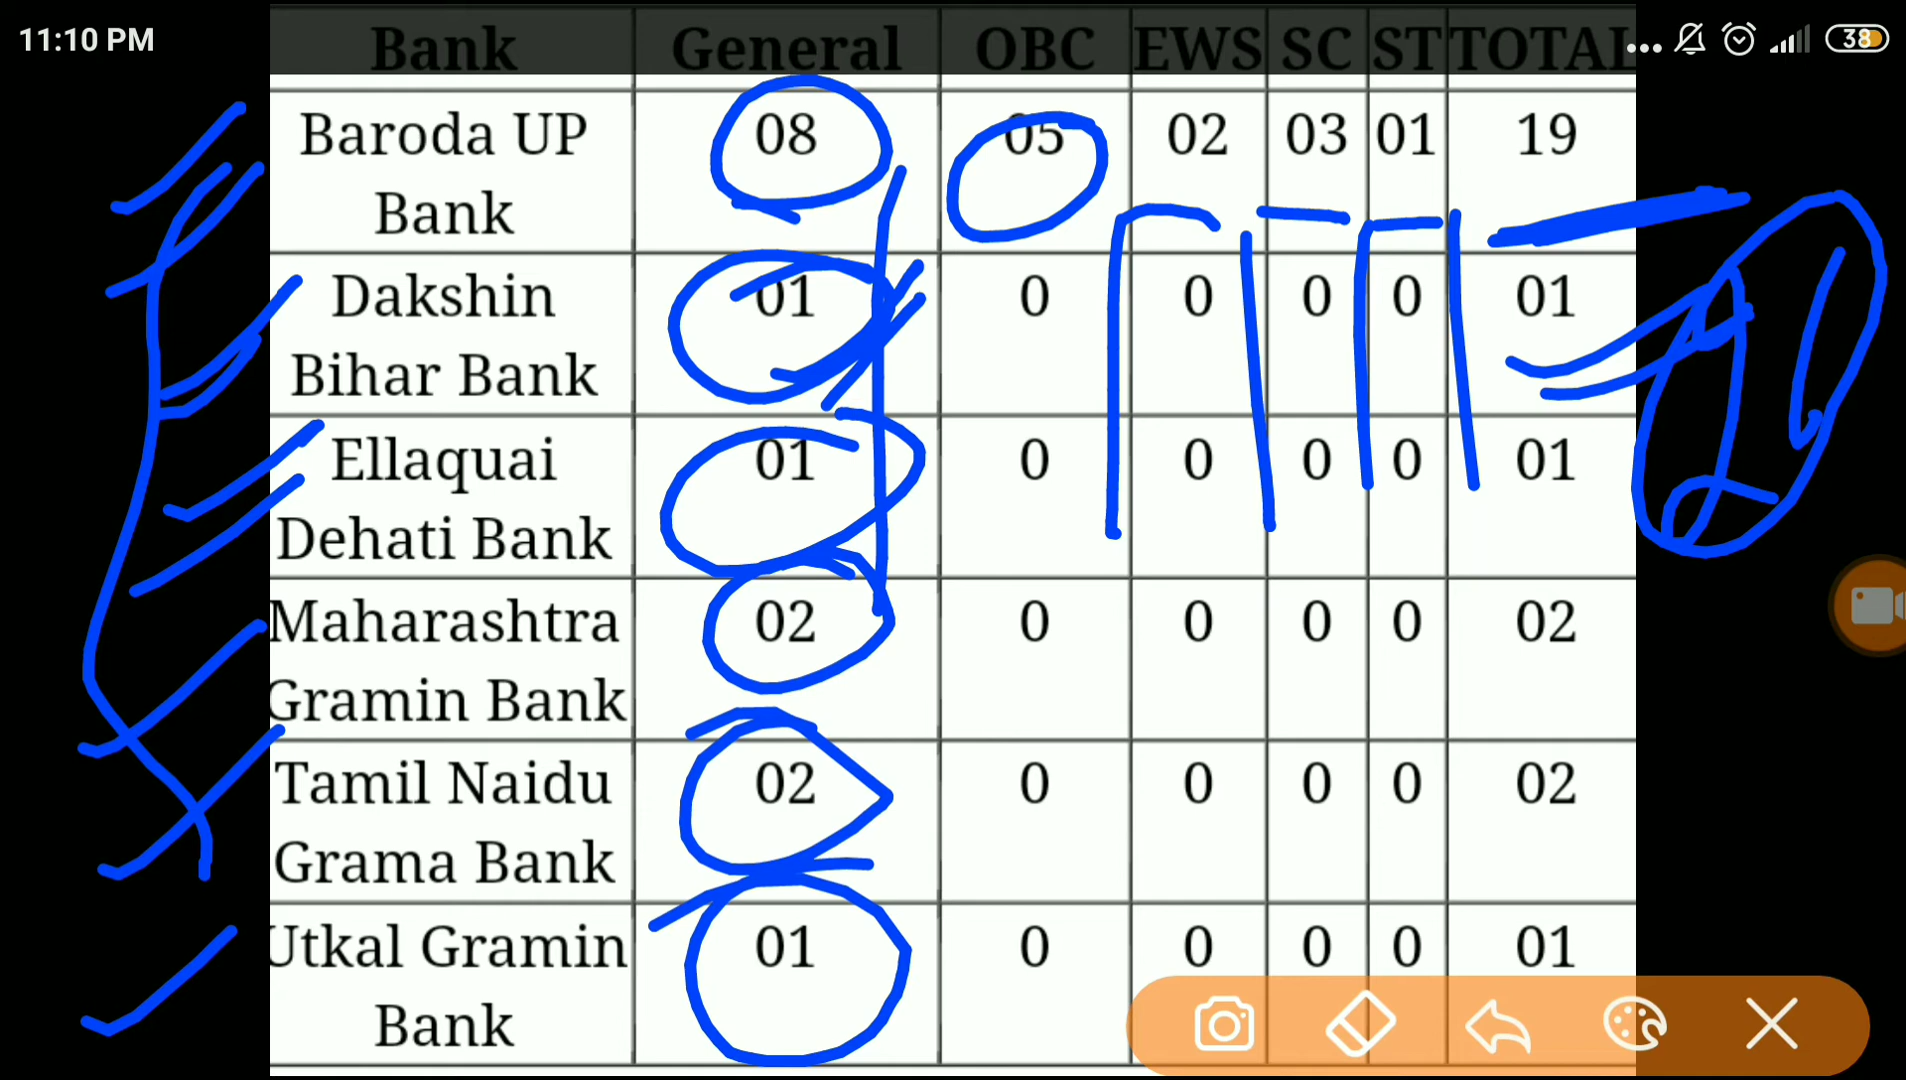 11:10 PM
38
Bank General OBC EWS SC ST TOTAL
Baroda UP 08 05 02 03 01 19
Bank
Dakshin 01 0 0 0 0 01
Bihar Bank
Ellaquai 01 0 0 0 0 01
Dehati Bank
Maharashtra 02 0 0 0 0 02
Gramin Bank
Tamil Naidu 02 0 0 0 0 02
Grama Bank
Utkal Gramin 01 0 0 0 0 01
Bank